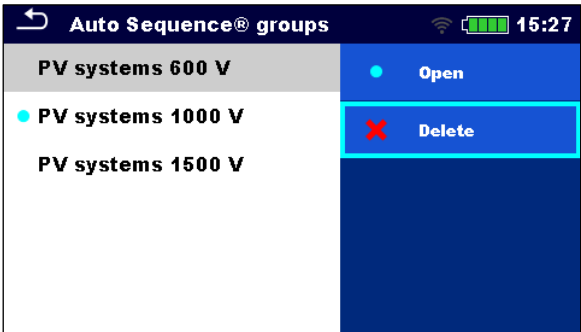 Auto Sequence® groups 15:27
PV systems 600 V
Open
PV systems 1000 V
Delete
PV systems 1500 V